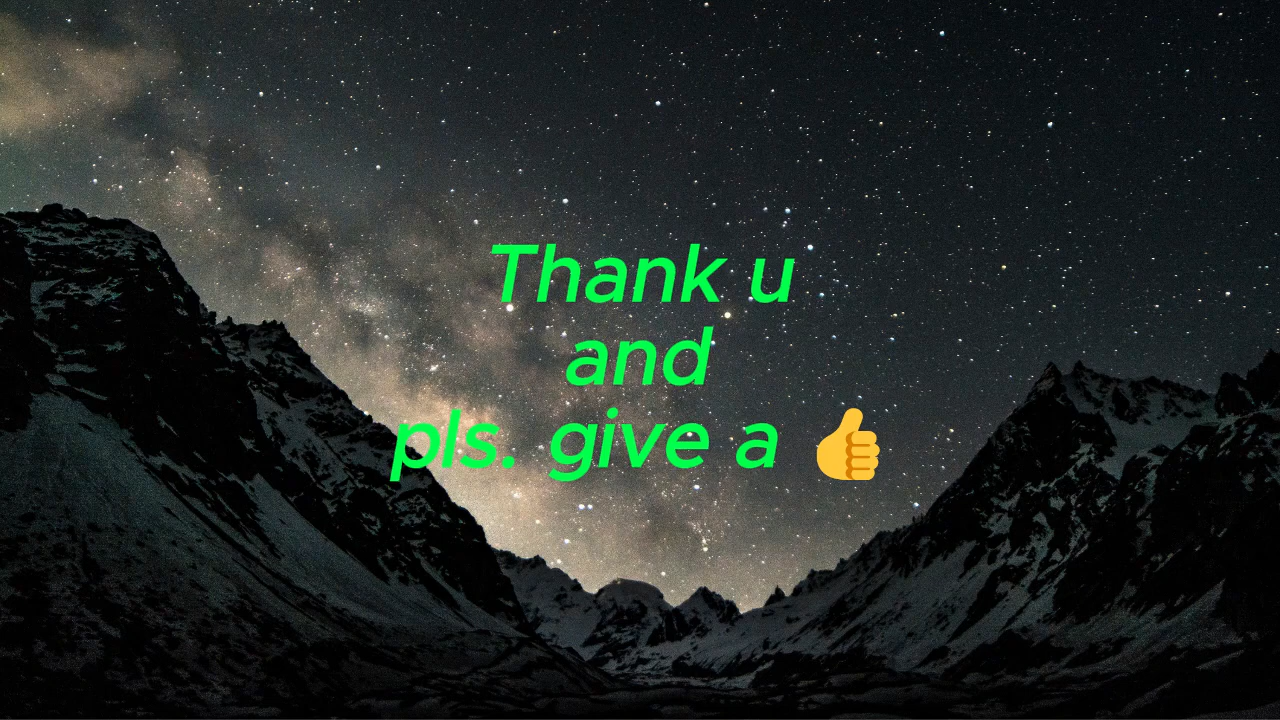 Thank u
and
pls. give a 👍